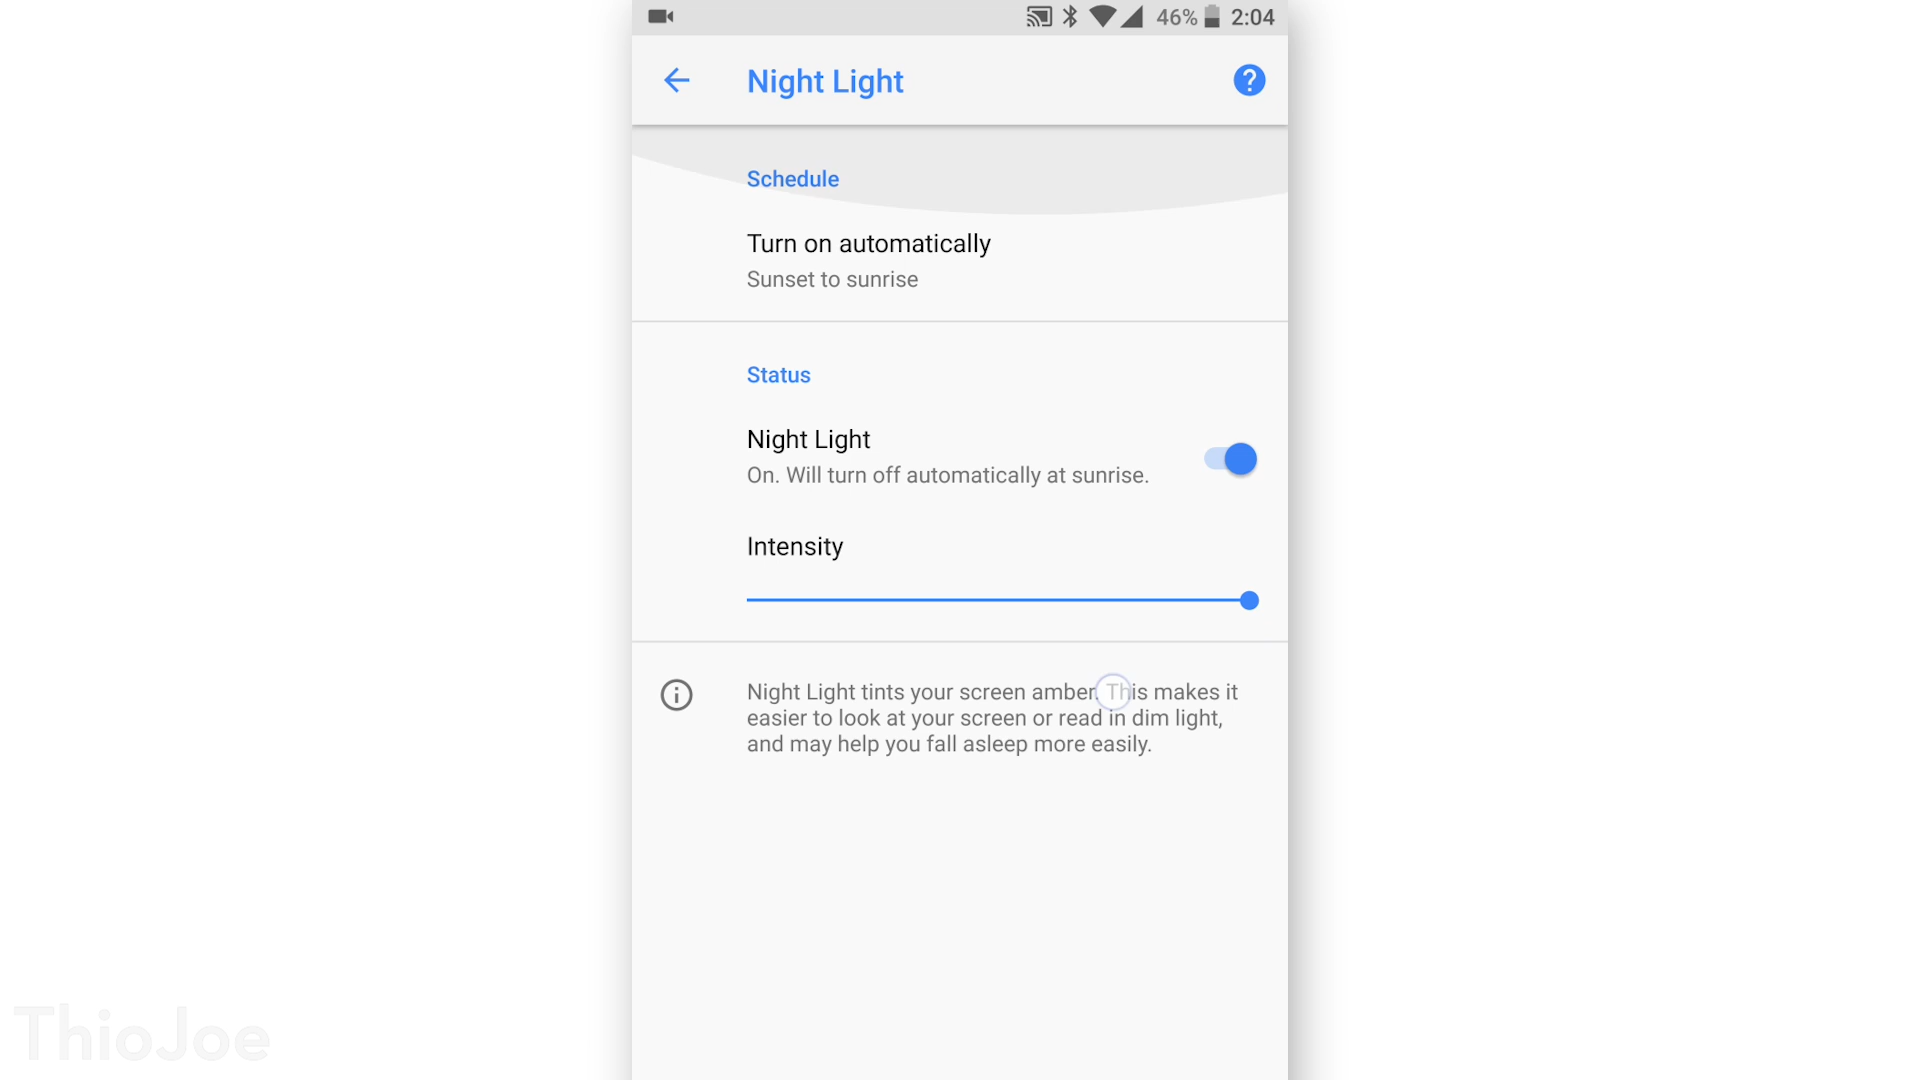 46% 2:04
Night Light
Schedule
Turn on automatically
Sunset to sunrise
Status
Night Light
On. Will turn off automatically at sunrise.
Intensity
Night Light tints your screen amber. This makes it
easier to look at your screen or read in dim light,
and may help you fall asleep more easily.
ThioJoe